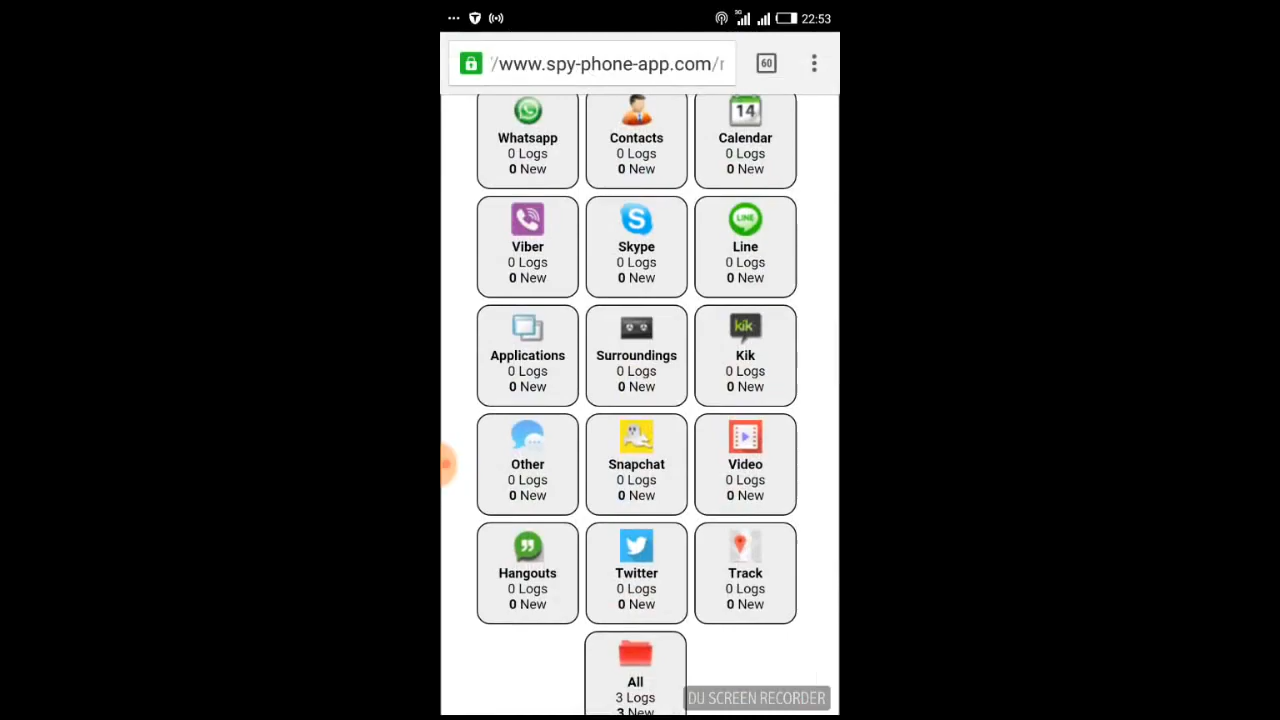 22:53
/www.spy-phone-app.com/r
60
14
Whatsapp Contacts Calendar
0 Logs 0 Logs 0 Logs
0 New 0 New 0 New
LINE
Viber Skype Line
0 Logs 0 Logs 0 Logs
0 New 0 New 0 New
kik
Applications Surroundings Kik
0 Logs 0 Logs 0 Logs
0 New 0 New 0 New
Other Snapchat Video
0 Logs 0 Logs 0 Logs
0 New 0 New 0 New
Hangouts Twitter Track
0 Logs 0 Logs 0 Logs
0 New 0 New 0 New
All
3 Logs
3 New
DU SCREEN RECORDER